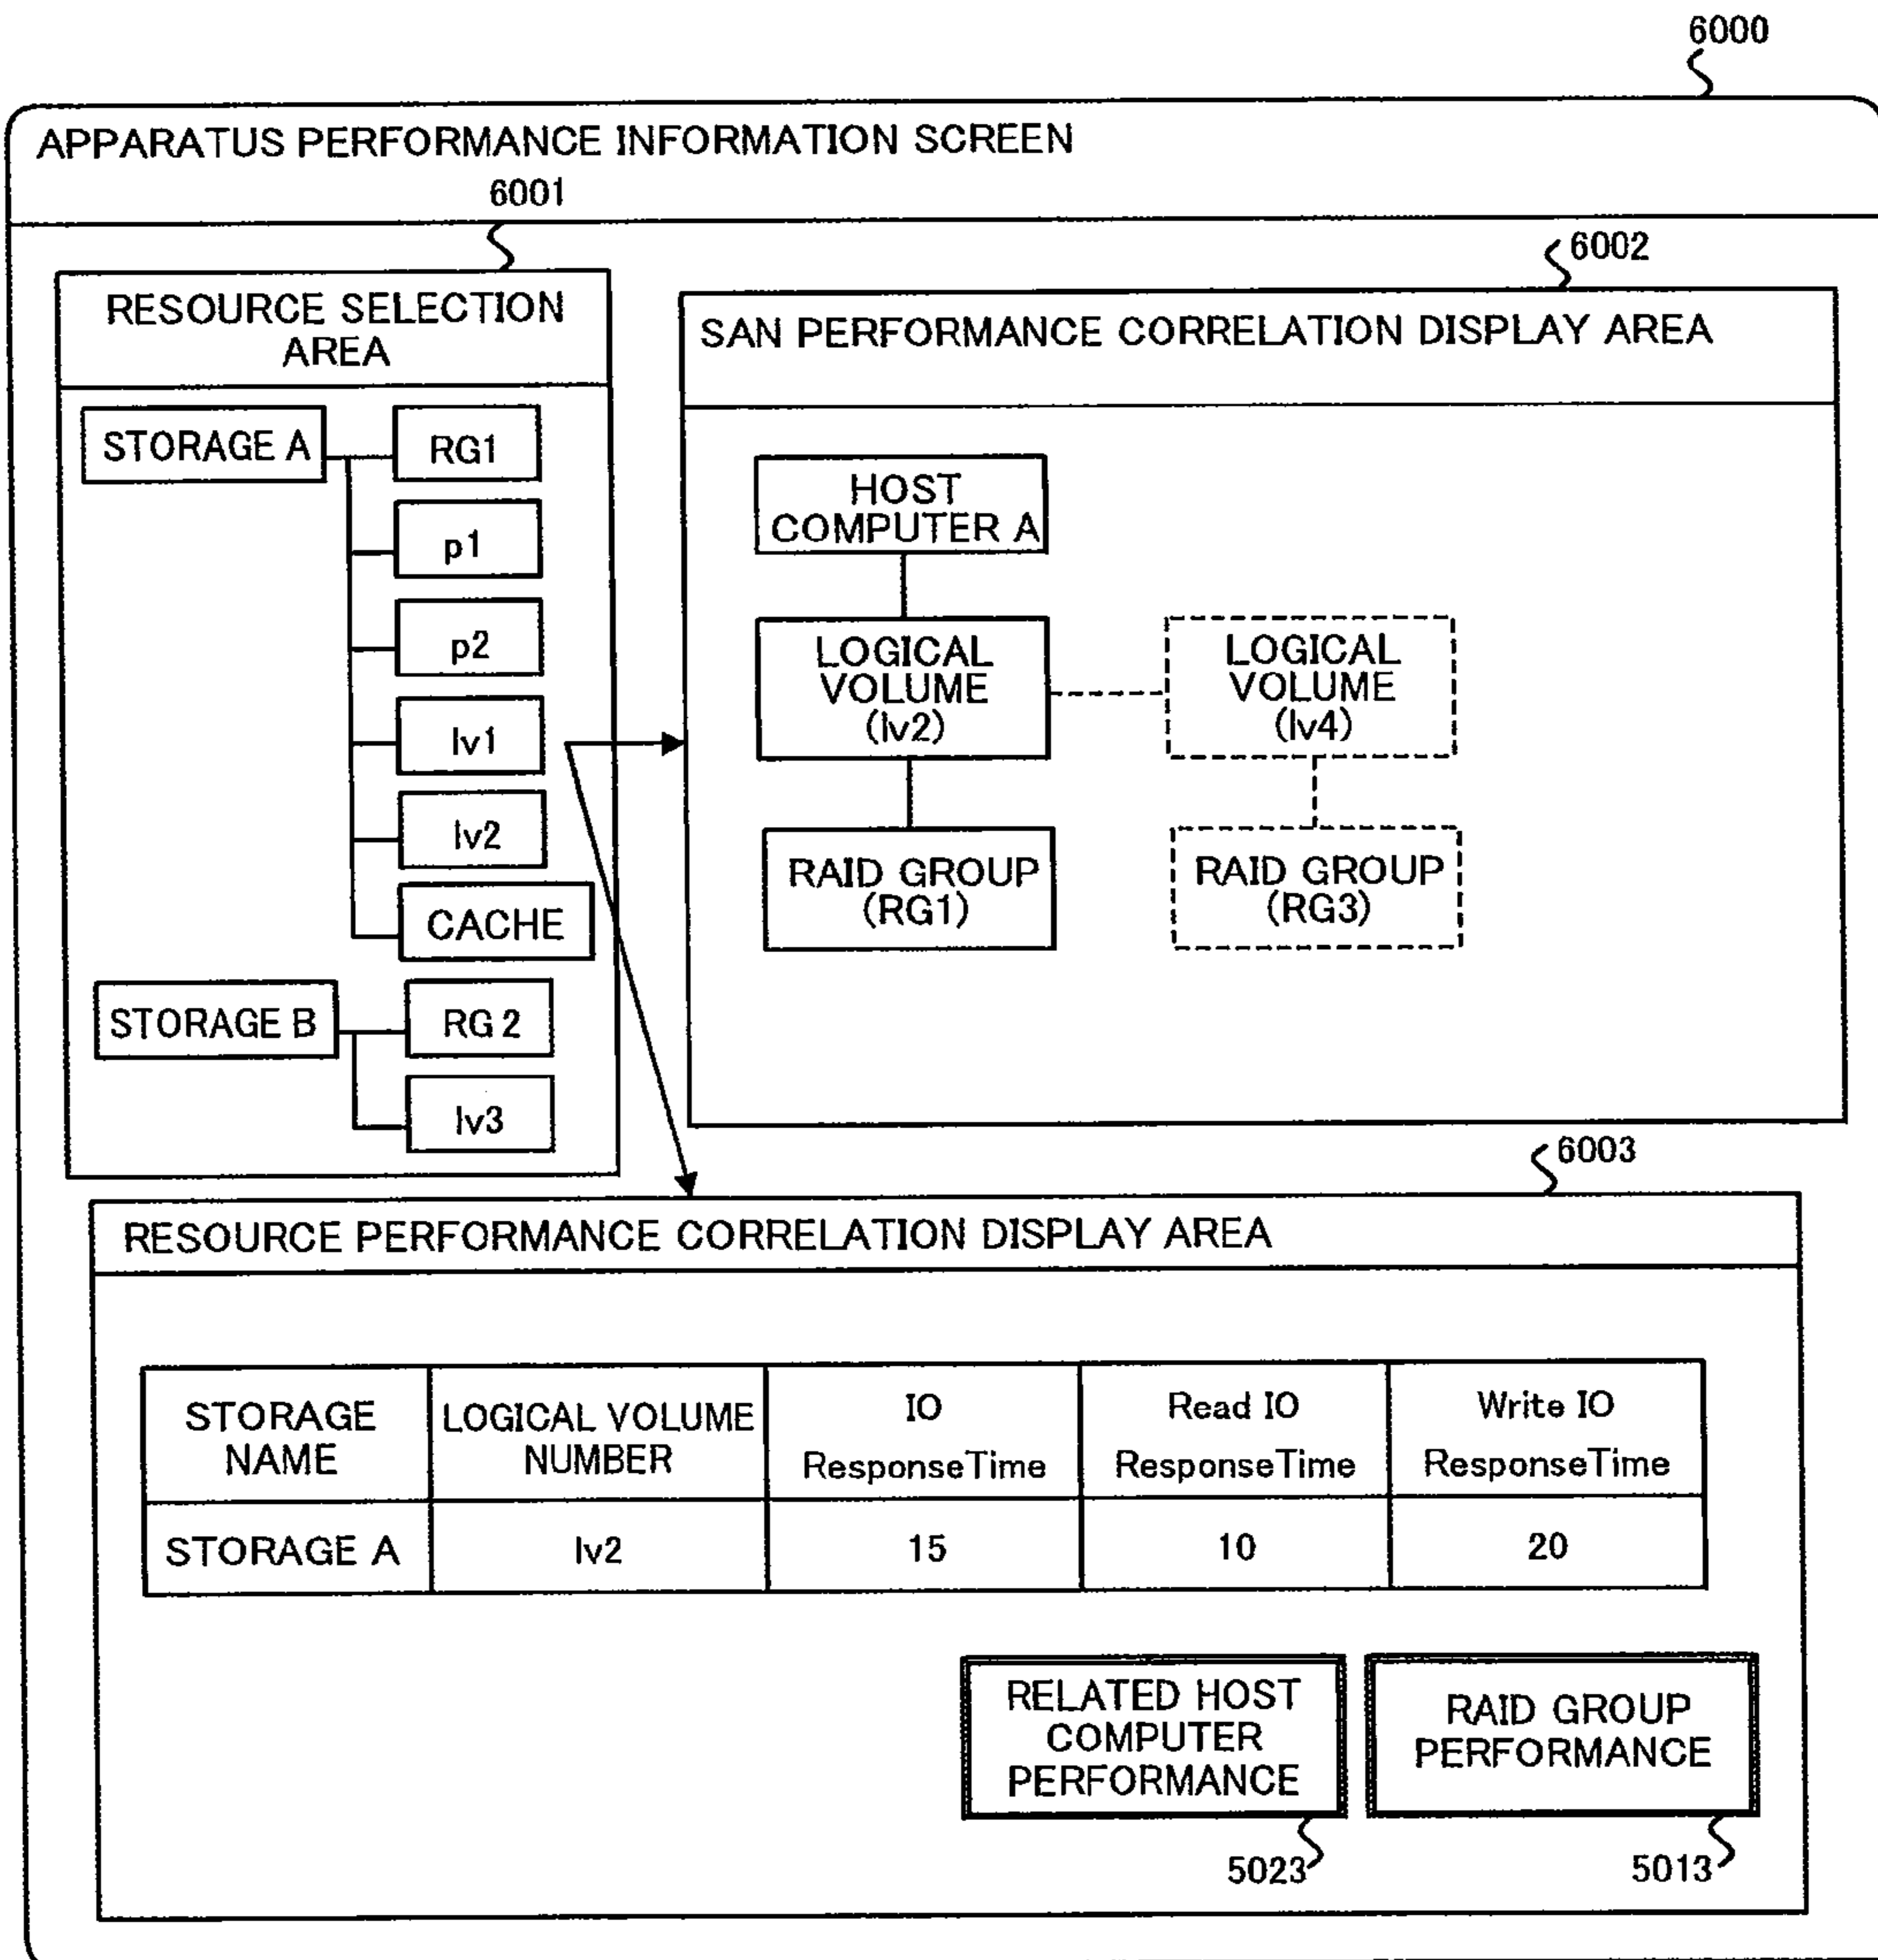 6000
APPARATUS PERFORMANCE INFORMATION SCREEN
6001
6002
RESOURCE SELECTION
AREA
STORAGE A
RG1
p1
p2
lv1
lv2
CACHE
STORAGE B
RG 2
lv3
SAN PERFORMANCE CORRELATION DISPLAY AREA
HOST
COMPUTER A
LOGICAL
VOLUME
(lv2)
LOGICAL
VOLUME
(lv4)
RAID GROUP
(RG1)
RAID GROUP
(RG3)
6003
RESOURCE PERFORMANCE CORRELATION DISPLAY AREA
STORAGE
NAME
LOGICAL VOLUME
NUMBER
IO
ResponseTime
Read IO
ResponseTime
Write IO
ResponseTime
STORAGE A
lv2
15
10
20
RELATED HOST
COMPUTER
PERFORMANCE
RAID GROUP
PERFORMANCE
5023
5013